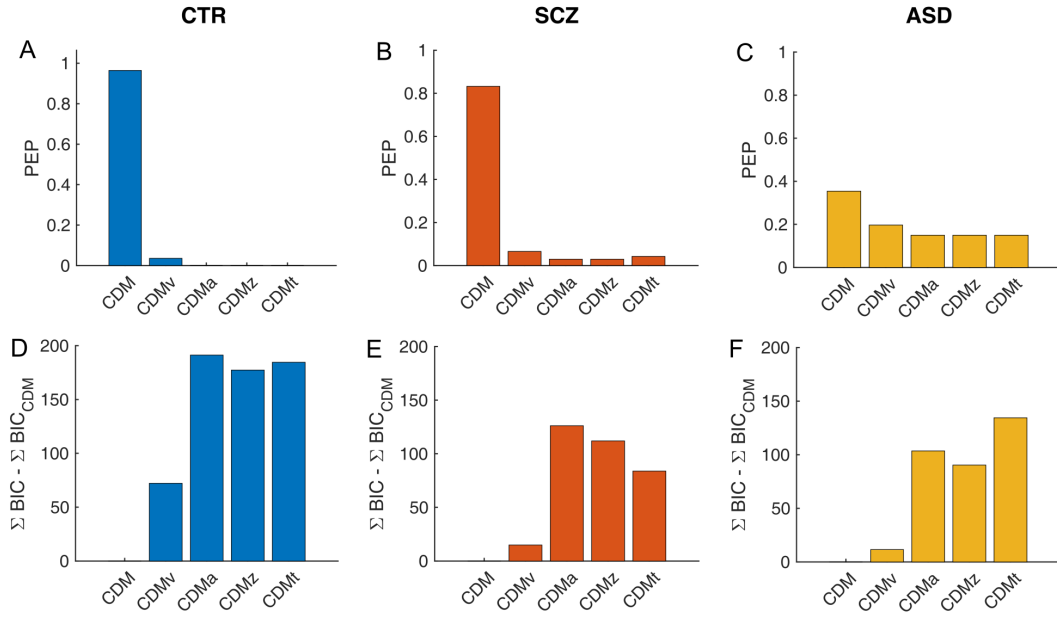 CTR
SCZ
ASD
A
PEP
1
0.8
0.6
0.4
0.2
0
CDM
CDMv
CDMa
CDMz
CDMt
B
PEP
1
0.8
0.6
0.4
0.2
0
CDM
CDMv
CDMa
CDMz
CDMt
C
PEP
1
0.8
0.6
0.4
0.2
0
CDM
CDMv
CDMa
CDMz
CDMt
D
Σ BIC - Σ BIC_CDM
200
150
100
50
0
CDM
CDMv
CDMa
CDMz
CDMt
E
Σ BIC - Σ BIC_CDM
200
150
100
50
0
CDM
CDMv
CDMa
CDMz
CDMt
F
Σ BIC - Σ BIC_CDM
200
150
100
50
0
CDM
CDMv
CDMa
CDMz
CDMt